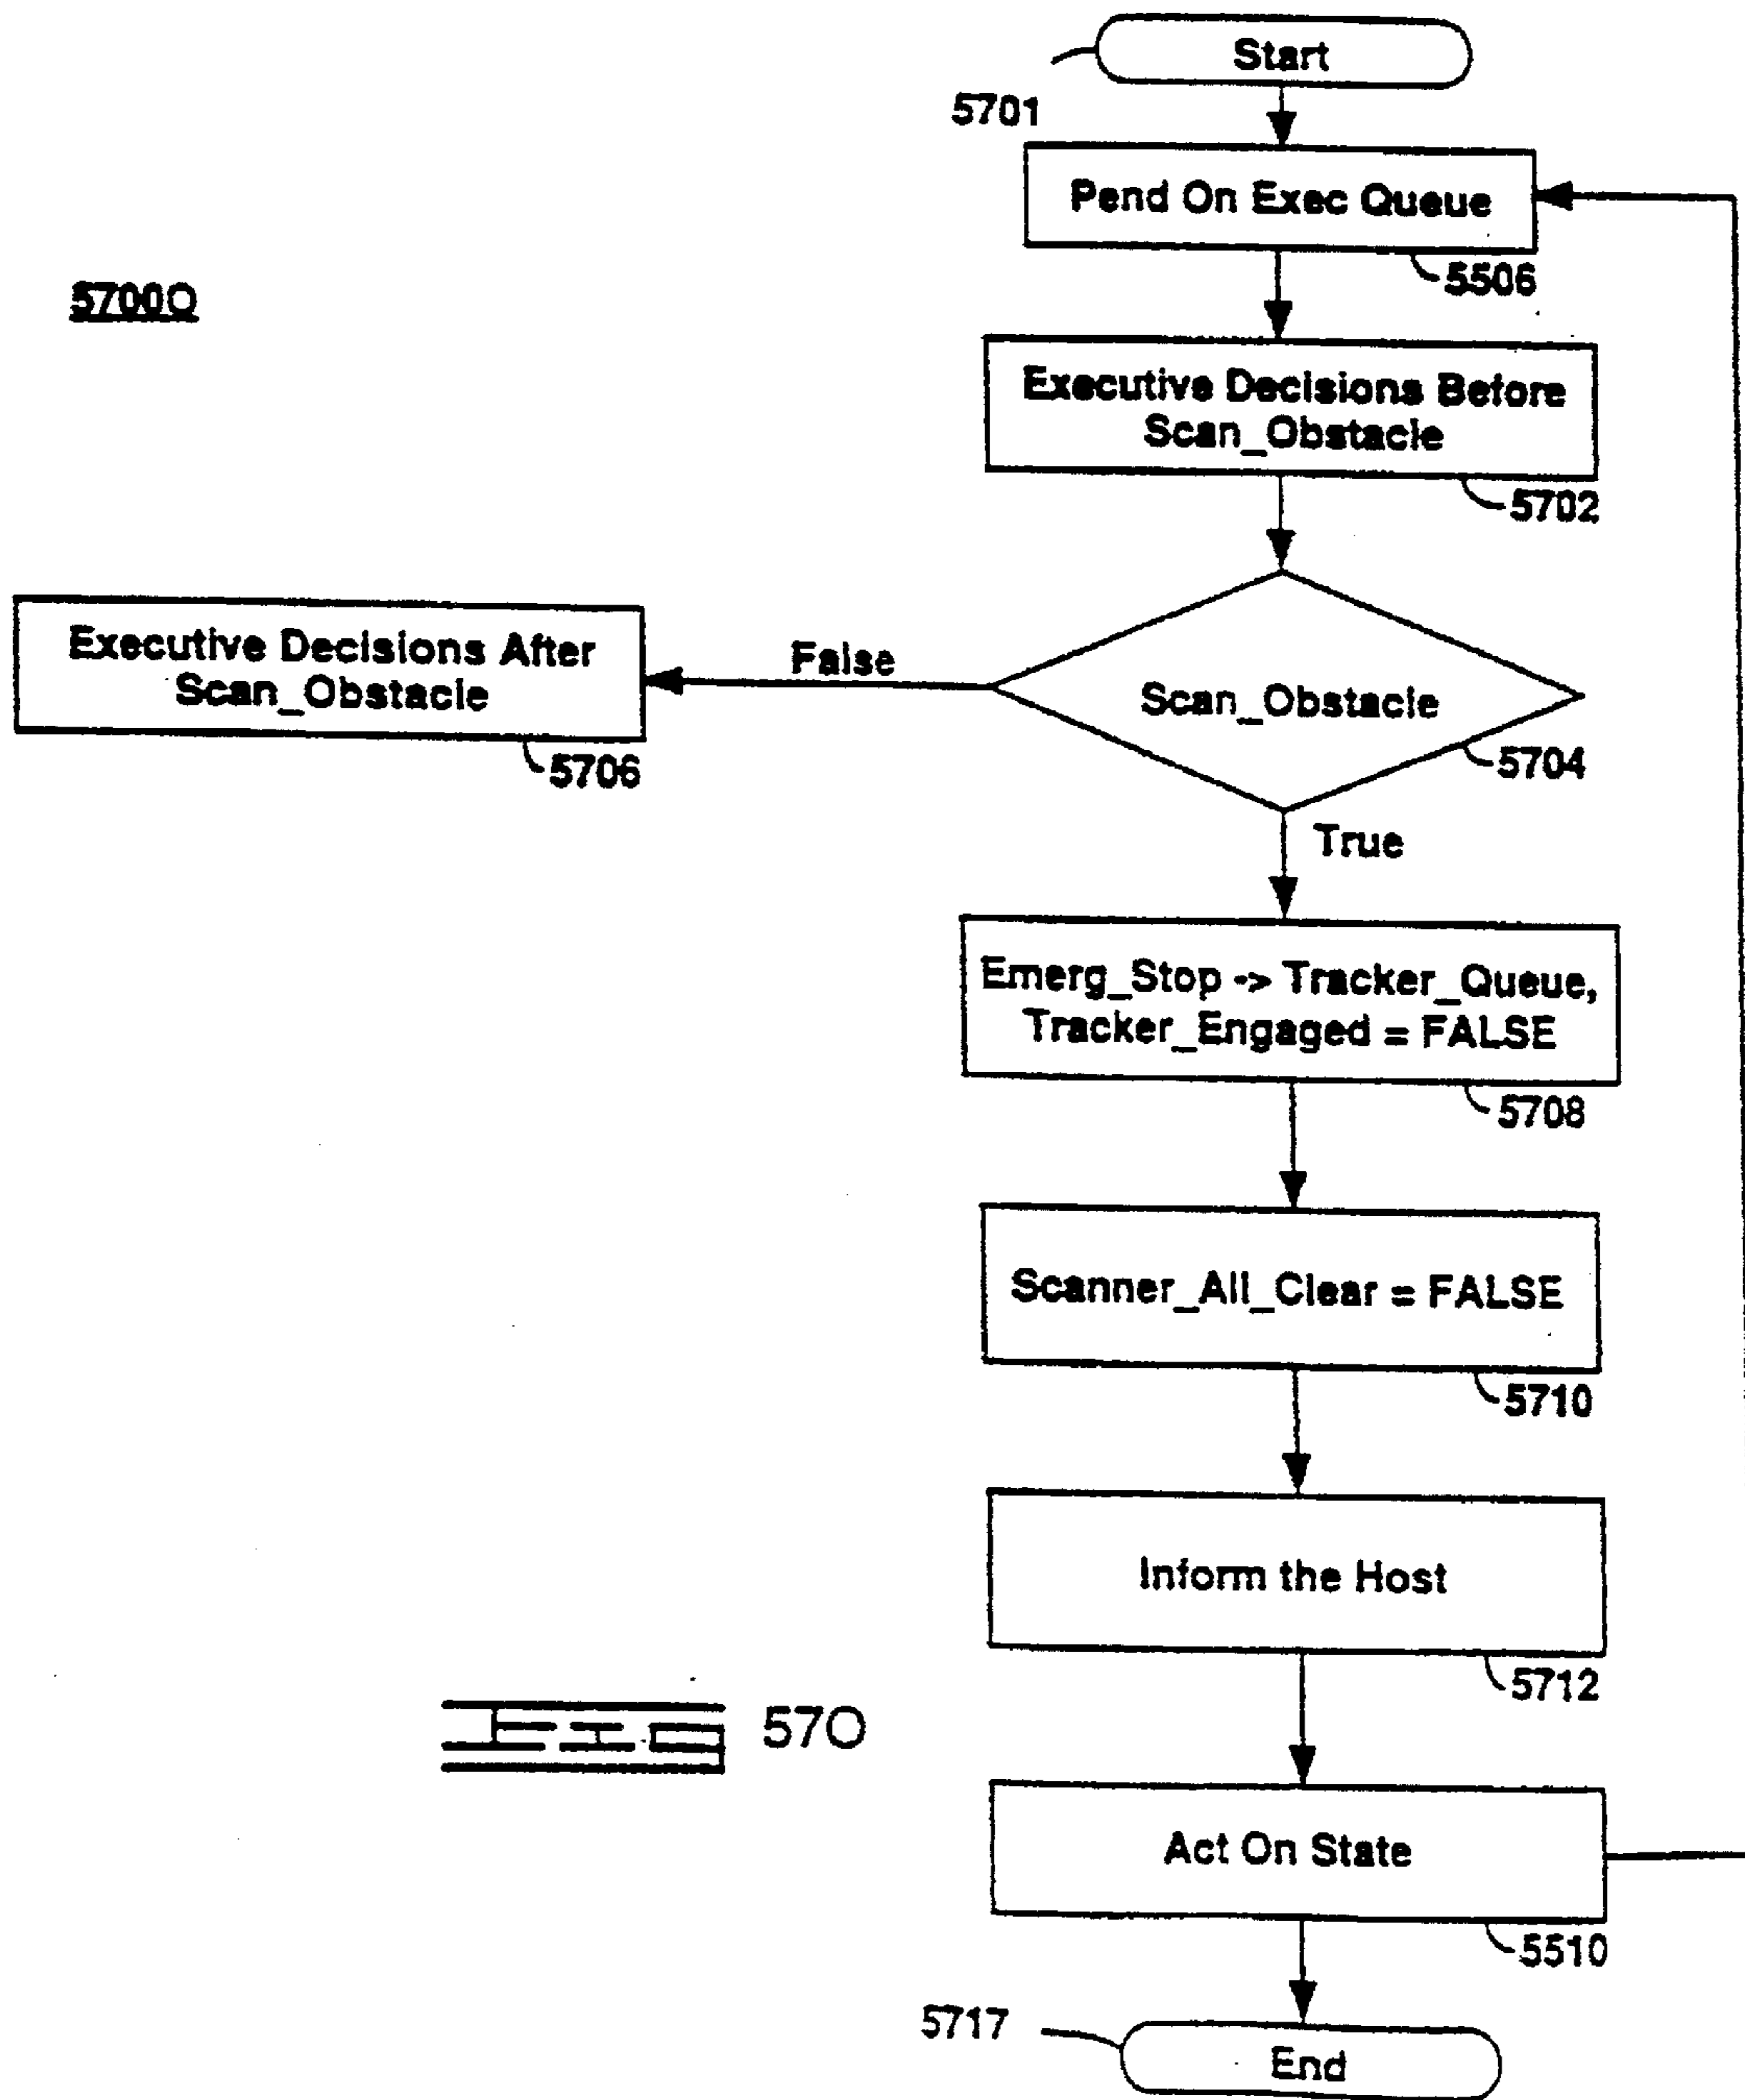 Start
5701
Pend On Exec Queue
5506
5700Q
Executive Decisions Before
Scan_Obstacle
5702
Executive Decisions After
Scan_Obstacle
5706
False
Scan_Obstacle
5704
True
Emerg_Stop -> Tracker_Queue,
Tracker_Engaged = FALSE
5708
Scanner_All_Clear = FALSE
5710
Inform the Host
5712
FIG 57Q
Act On State
5510
5717
End